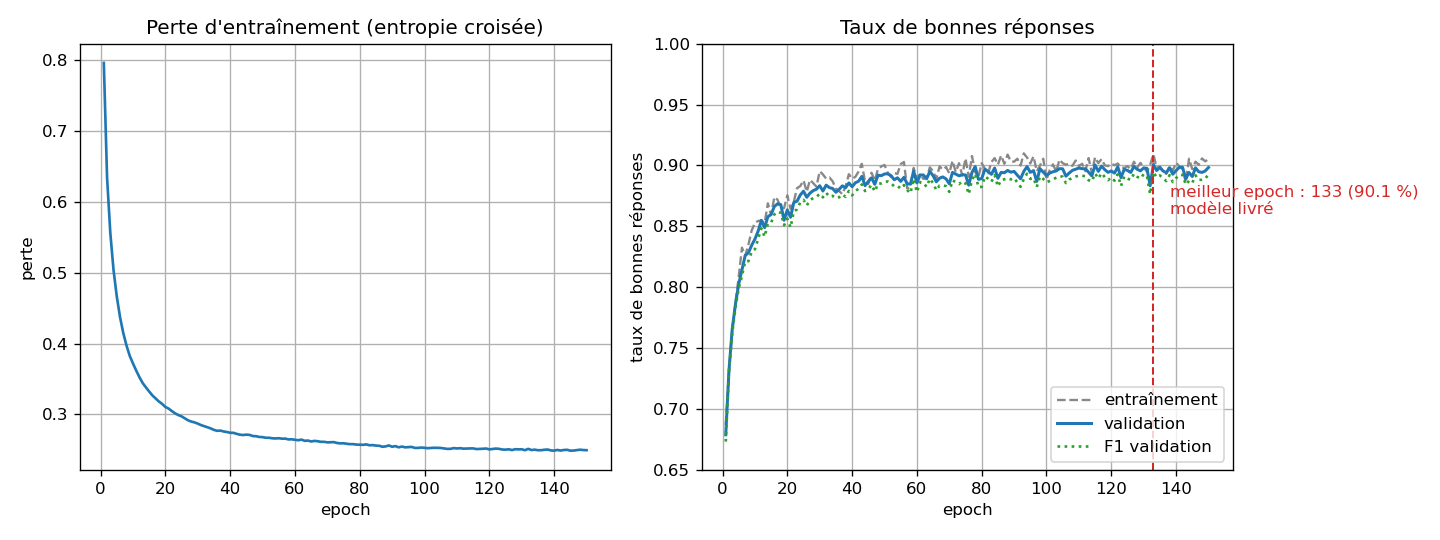 Perte d'entraînement (entropie croisée)
perte
0.8
0.7
0.6
0.5
0.4
0.3
0 20 40 60 80 100 120 140
epoch
Taux de bonnes réponses
taux de bonnes réponses
1.00
0.95
0.90
0.85
0.80
0.75
0.70
0.65
meilleur epoch : 133 (90.1 %)
modèle livré
entraînement
validation
F1 validation
0 20 40 60 80 100 120 140
epoch